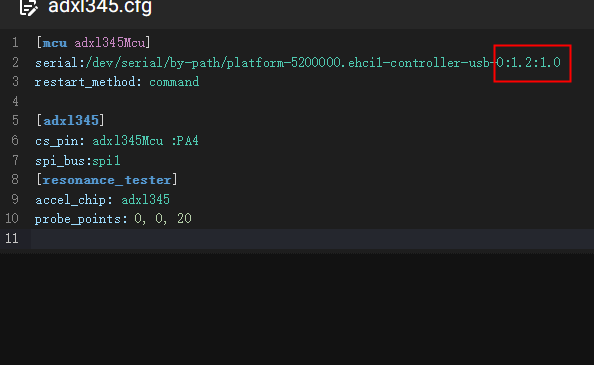 adxl345.cfg
1 [mcu adxl345Mcu]
2 serial:/dev/serial/by-path/platform-5200000.ehci1-controller-usb-0:1.2:1.0
3 restart_method: command
4
5 [adxl345]
6 cs_pin: adxl345Mcu :PA4
7 spi_bus:spi1
8 [resonance_tester]
9 accel_chip: adxl345
10 probe_points: 0, 0, 20
11